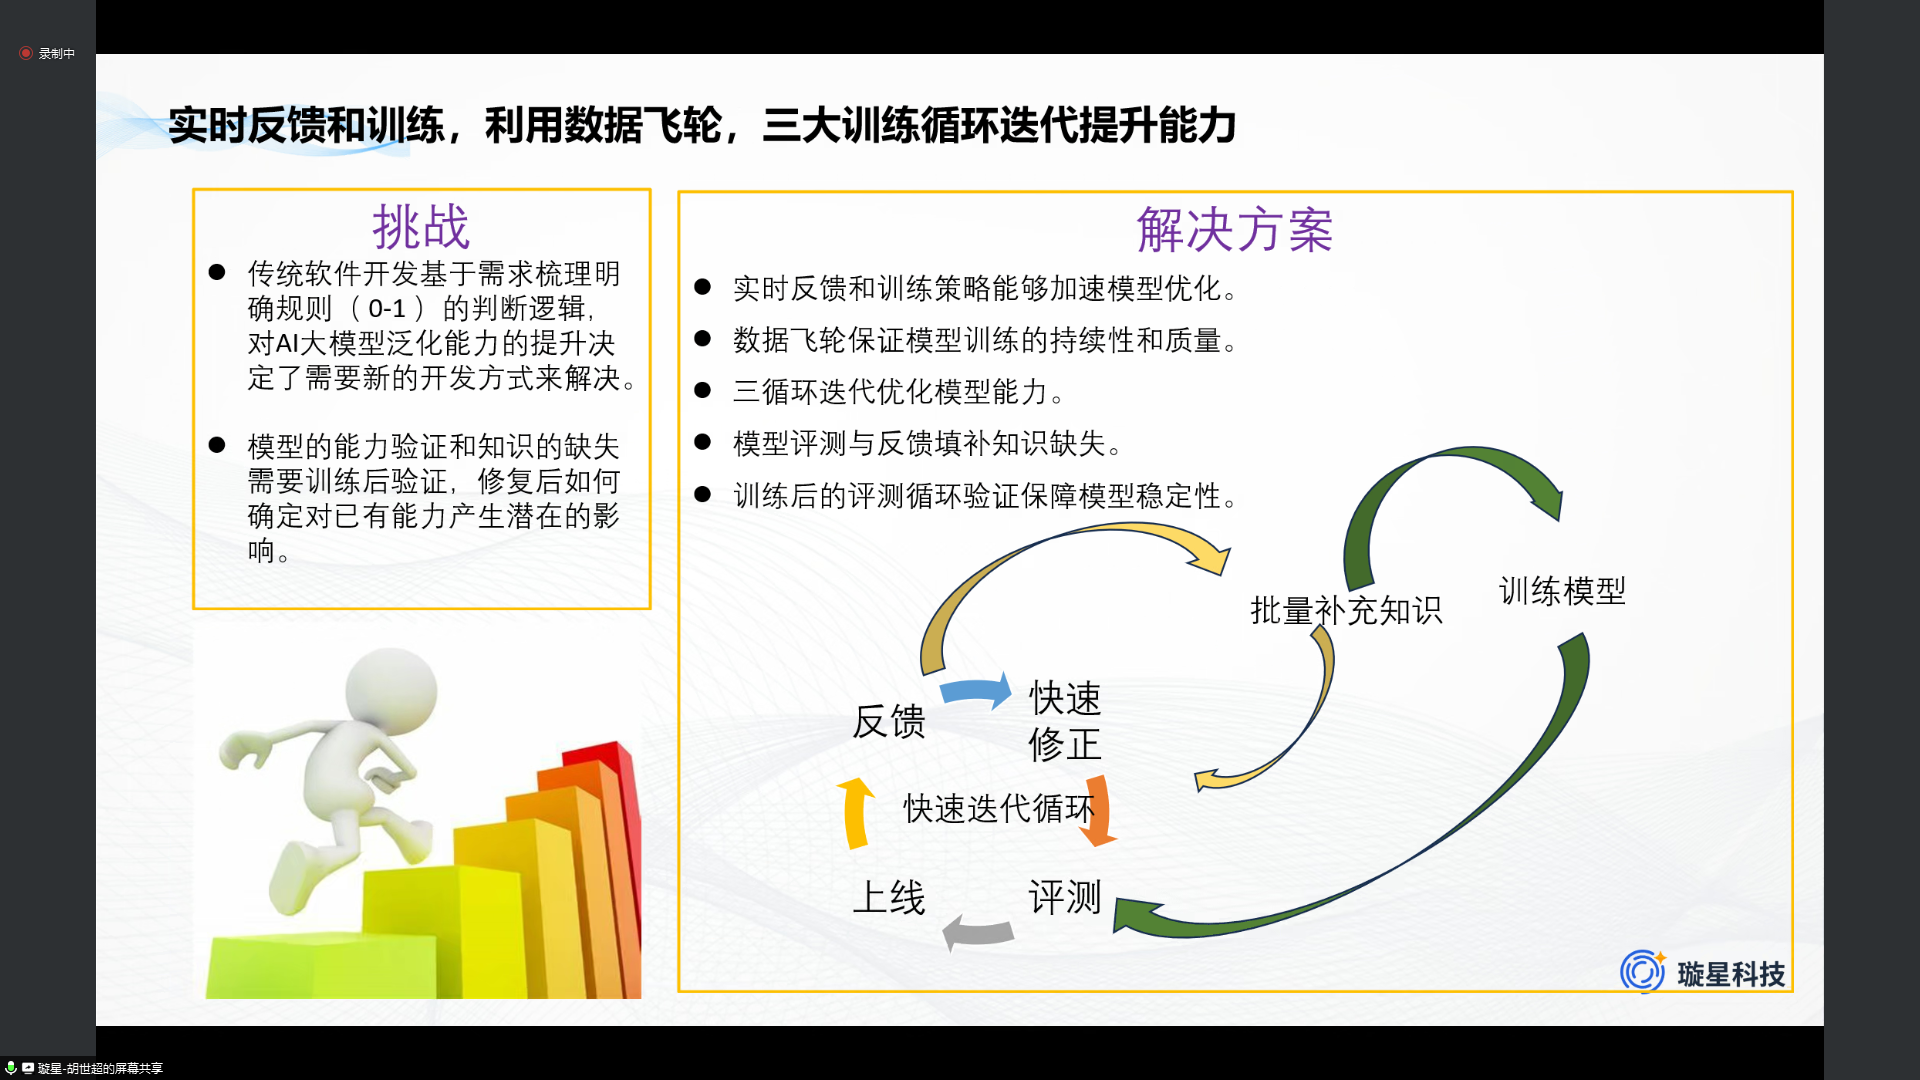 录制中
实时反馈和训练，利用数据飞轮，三大训练循环迭代提升能力
挑战
● 传统软件开发基于需求梳理明
确规则（0-1）的判断逻辑，
对AI大模型泛化能力的提升决
定了需要新的开发方式来解决。
● 模型的能力验证和知识的缺失
需要训练后验证，修复后如何
确定对已有能力产生潜在的影
响。
解决方案
● 实时反馈和训练策略能够加速模型优化。
● 数据飞轮保证模型训练的持续性和质量。
● 三循环迭代优化模型能力。
● 模型评测与反馈填补知识缺失。
● 训练后的评测循环验证保障模型稳定性。
批量补充知识
训练模型
反馈
快速
修正
快速迭代循环
上线
评测
璇星科技
璇星-胡世超的屏幕共享